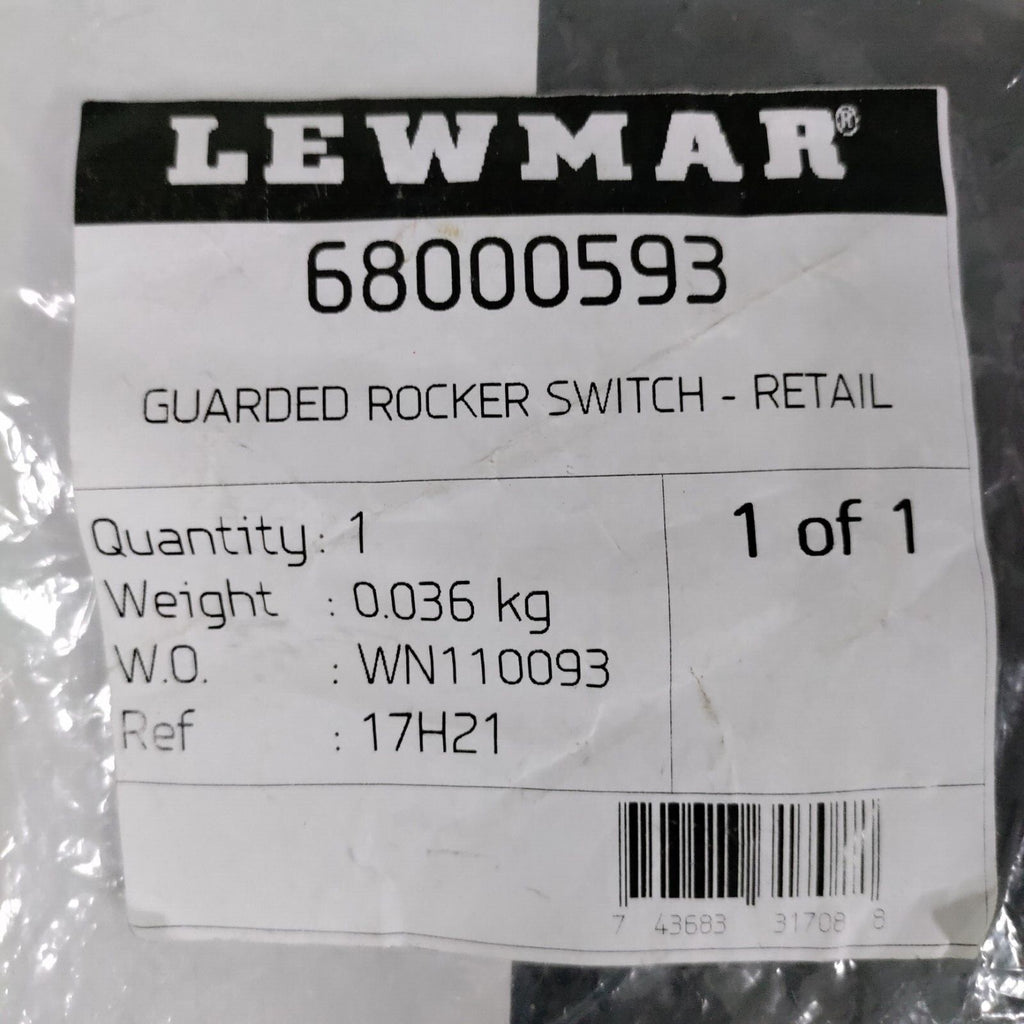 LEWMAR®
68000593
GUARDED ROCKER SWITCH - RETAIL
Quantity : 1
1 of 1
Weight : 0.036 kg
W.O. : WN110093
Ref : 17H21
7 43683 31708 8